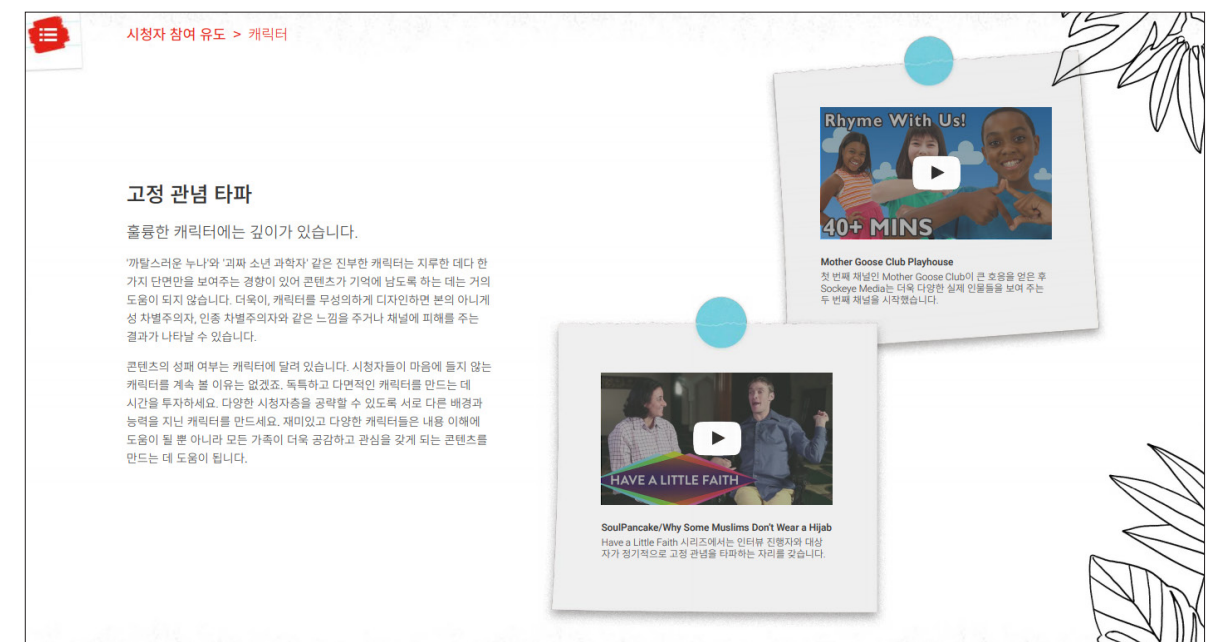 시청자 참여 유도 > 캐릭터
고정 관념 타파
훌륭한 캐릭터에는 깊이가 있습니다.
'까탈스러운 누나'와 '괴짜 소년 과학자' 같은 진부한 캐릭터는 지루한 데다 한
가지 단면만을 보여주는 경향이 있어 콘텐츠가 기억에 남도록 하는 데는 거의
도움이 되지 않습니다. 더욱이, 캐릭터를 무성의하게 디자인하면 본의 아니게
성 차별주의자, 인종 차별주의자와 같은 느낌을 주거나 채널에 피해를 주는
결과가 나타날 수 있습니다.
콘텐츠의 성패 여부는 캐릭터에 달려 있습니다. 시청자들이 마음에 들지 않는
캐릭터를 계속 볼 이유는 없겠죠. 독특하고 다면적인 캐릭터를 만드는 데
시간을 투자하세요. 다양한 시청자층을 공략할 수 있도록 서로 다른 배경과
능력을 지닌 캐릭터를 만드세요. 재미있고 다양한 캐릭터들은 내용 이해에
도움이 될 뿐 아니라 모든 가족이 더욱 공감하고 관심을 갖게 되는 콘텐츠를
만드는 데 도움이 됩니다.
Rhyme With Us!
40+ MINS
Mother Goose Club Playhouse
첫 번째 채널인 Mother Goose Club이 큰 호응을 얻은 후
Sockeye Media는 더욱 다양한 실제 인물들을 보여 주는
두 번째 채널을 시작했습니다.
HAVE A LITTLE FAITH
SoulPancake/Why Some Muslims Don't Wear a Hijab
Have a Little Faith 시리즈에서는 인터뷰 진행자와 대상
자가 정기적으로 고정 관념을 타파하는 자리를 갖습니다.